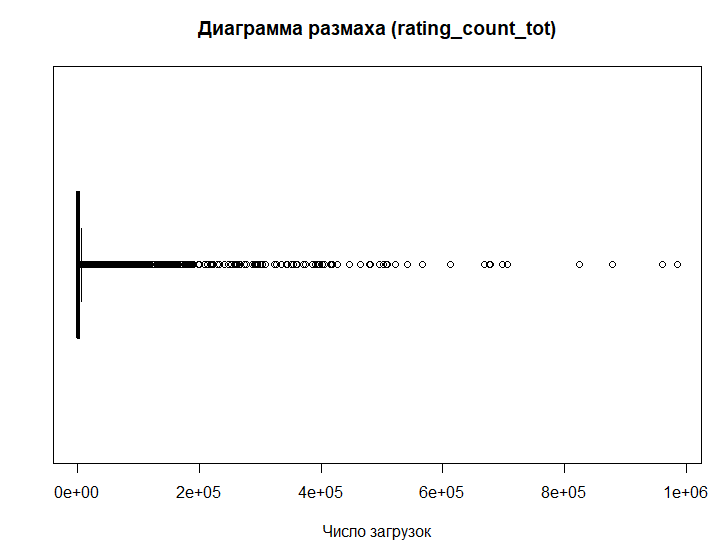 Диаграмма размаха (rating_count_tot)
0e+00 2e+05 4e+05 6e+05 8e+05 1e+06
Число загрузок